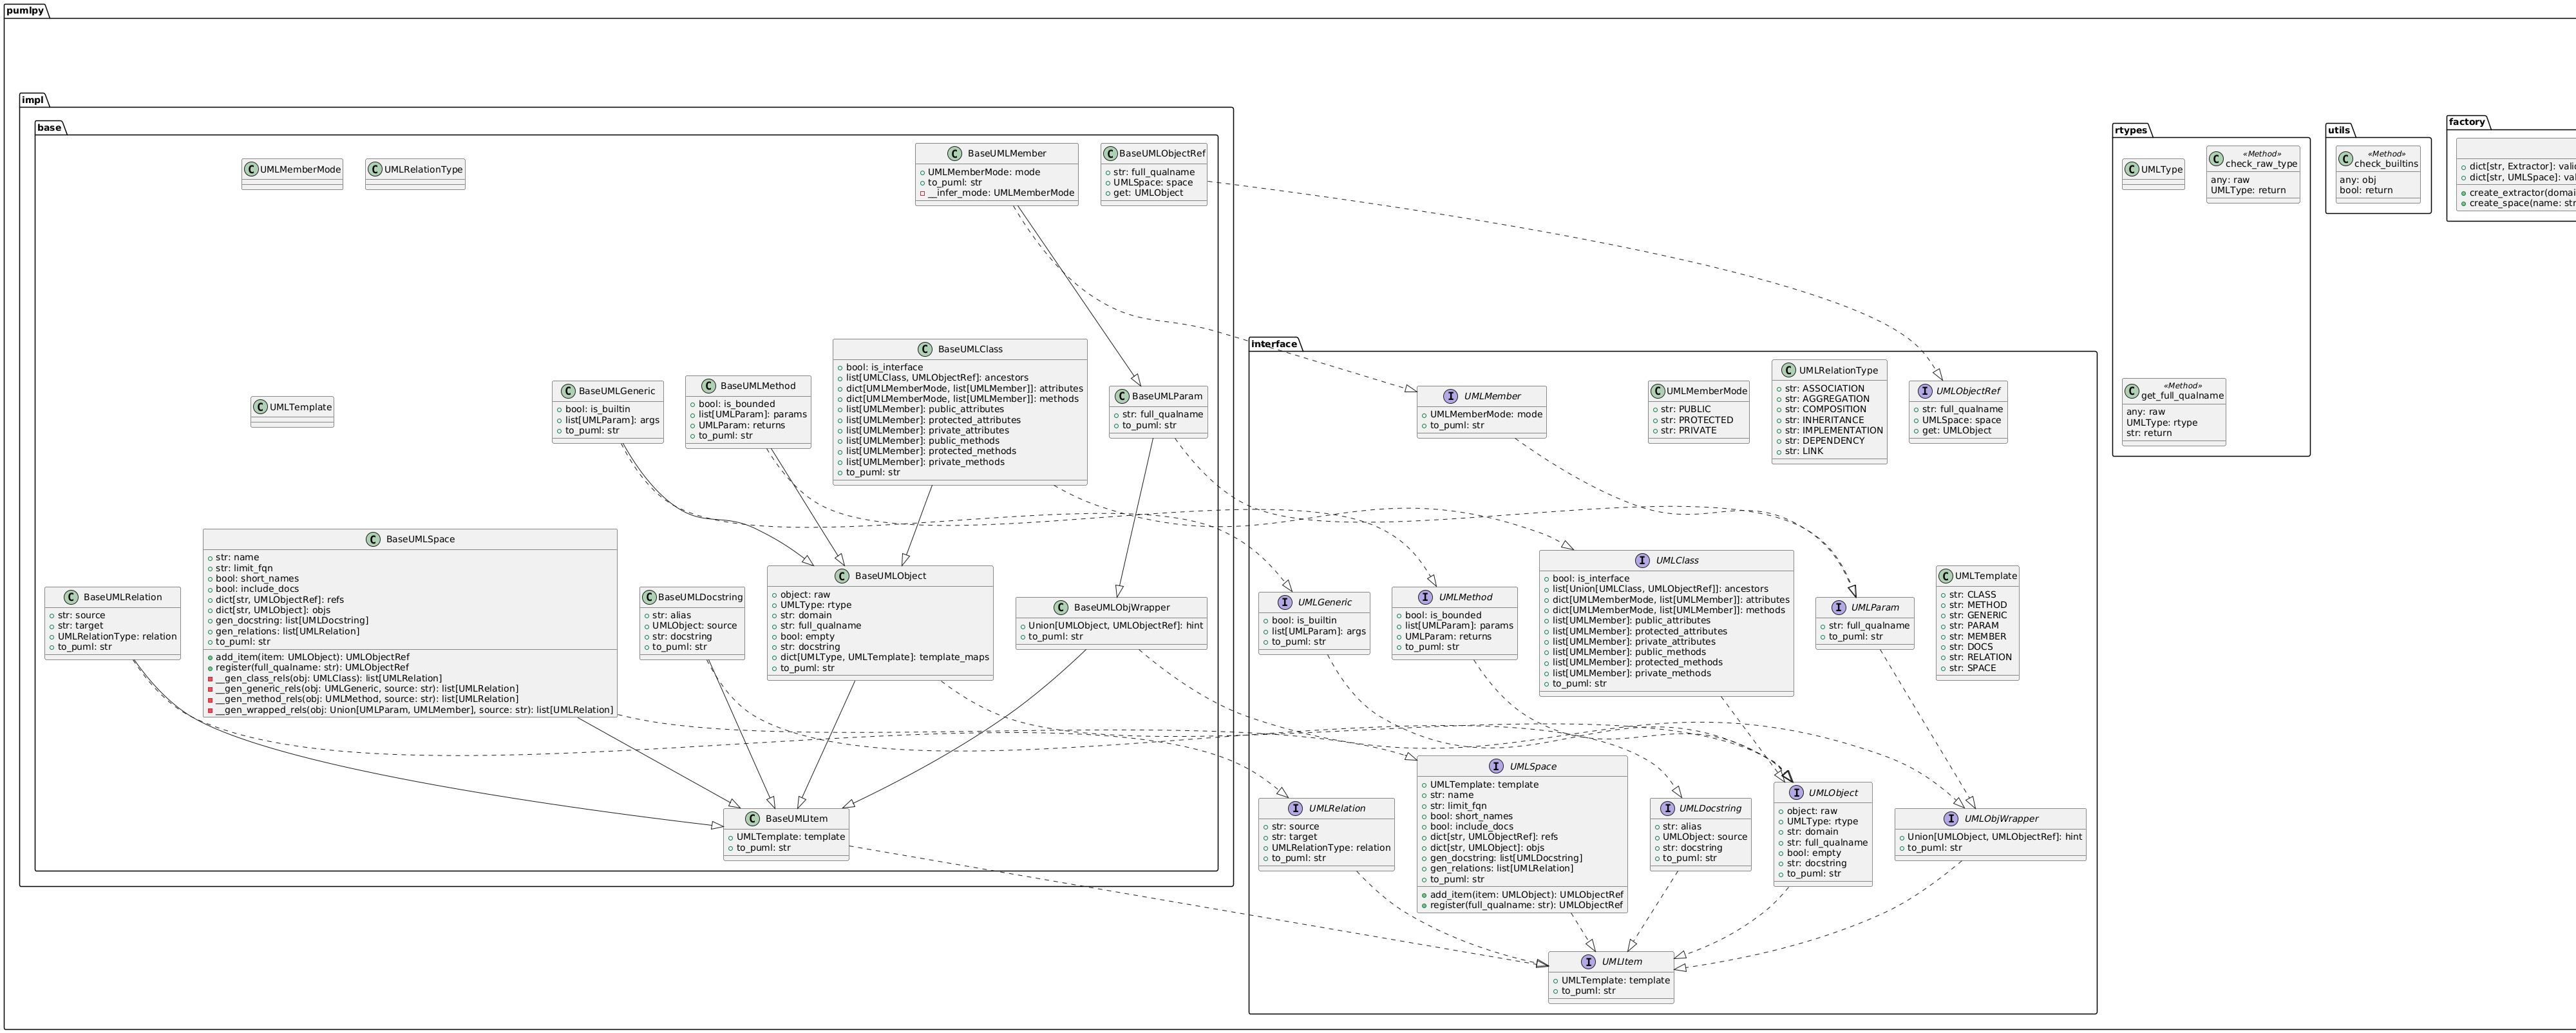 pumlpy
impl
base
UMLMemberMode
UMLRelationType
BaseUMLMember
UMLMemberMode: mode
to_puml: str
__infer_mode: UMLMemberMode
BaseUMLObjectRef
str: full_qualname
UMLSpace: space
get: UMLObject
UMLTemplate
BaseUMLGeneric
bool: is_builtin
list[UMLParam]: args
to_puml: str
BaseUMLMethod
bool: is_bounded
list[UMLParam]: params
UMLParam: returns
to_puml: str
BaseUMLClass
bool: is_interface
list[UMLClass, UMLObjectRef]: ancestors
dict[UMLMemberMode, list[UMLMember]]: attributes
dict[UMLMemberMode, list[UMLMember]]: methods
list[UMLMember]: public_attributes
list[UMLMember]: protected_attributes
list[UMLMember]: private_attributes
list[UMLMember]: public_methods
list[UMLMember]: protected_methods
list[UMLMember]: private_methods
to_puml: str
BaseUMLParam
str: full_qualname
to_puml: str
BaseUMLRelation
str: source
str: target
UMLRelationType: relation
to_puml: str
BaseUMLSpace
str: name
str: limit_fqn
bool: short_names
bool: include_docs
dict[str, UMLObjectRef]: refs
dict[str, UMLObject]: objs
gen_docstring: list[UMLDocstring]
gen_relations: list[UMLRelation]
to_puml: str
add_item(item: UMLObject): UMLObjectRef
register(full_qualname: str): UMLObjectRef
__gen_class_rels(obj: UMLClass): list[UMLRelation]
__gen_generic_rels(obj: UMLGeneric, source: str): list[UMLRelation]
__gen_method_rels(obj: UMLMethod, source: str): list[UMLRelation]
__gen_wrapped_rels(obj: Union[UMLParam, UMLMember], source: str): list[UMLRelation]
BaseUMLDocstring
str: alias
UMLObject: source
str: docstring
to_puml: str
BaseUMLObject
object: raw
UMLType: rtype
str: domain
str: full_qualname
bool: empty
str: docstring
dict[UMLType, UMLTemplate]: template_maps
to_puml: str
BaseUMLObjWrapper
Union[UMLObject, UMLObjectRef]: hint
to_puml: str
BaseUMLItem
UMLTemplate: template
to_puml: str
interface
UMLMember
UMLMemberMode: mode
to_puml: str
UMLMemberMode
str: PUBLIC
str: PROTECTED
str: PRIVATE
UMLRelationType
str: ASSOCIATION
str: AGGREGATION
str: COMPOSITION
str: INHERITANCE
str: IMPLEMENTATION
str: DEPENDENCY
str: LINK
UMLObjectRef
str: full_qualname
UMLSpace: space
get: UMLObject
UMLGeneric
bool: is_builtin
list[UMLParam]: args
to_puml: str
UMLMethod
bool: is_bounded
list[UMLParam]: params
UMLParam: returns
to_puml: str
UMLClass
bool: is_interface
list[Union[UMLClass, UMLObjectRef]]: ancestors
dict[UMLMemberMode, list[UMLMember]]: attributes
dict[UMLMemberMode, list[UMLMember]]: methods
list[UMLMember]: public_attributes
list[UMLMember]: protected_attributes
list[UMLMember]: private_attributes
list[UMLMember]: public_methods
list[UMLMember]: protected_methods
list[UMLMember]: private_methods
to_puml: str
UMLParam
str: full_qualname
to_puml: str
UMLTemplate
str: CLASS
str: METHOD
str: GENERIC
str: PARAM
str: MEMBER
str: DOCS
str: RELATION
str: SPACE
UMLRelation
str: source
str: target
UMLRelationType: relation
to_puml: str
UMLSpace
UMLTemplate: template
str: name
str: limit_fqn
bool: short_names
bool: include_docs
dict[str, UMLObjectRef]: refs
dict[str, UMLObject]: objs
gen_docstring: list[UMLDocstring]
gen_relations: list[UMLRelation]
to_puml: str
add_item(item: UMLObject): UMLObjectRef
register(full_qualname: str): UMLObjectRef
UMLDocstring
str: alias
UMLObject: source
str: docstring
to_puml: str
UMLObject
object: raw
UMLType: rtype
str: domain
str: full_qualname
bool: empty
str: docstring
to_puml: str
UMLObjWrapper
Union[UMLObject, UMLObjectRef]: hint
to_puml: str
UMLItem
UMLTemplate: template
to_puml: str
rtypes
UMLType
«Method»
check_raw_type
any: raw
UMLType: return
«Method»
get_full_qualname
any: raw
UMLType: rtype
str: return
utils
«Method»
check_builtins
any: obj
bool: return
factory
dict[str, Extractor]: valid
dict[str, UMLSpace]: val
create_extractor(domai
create_space(name: str